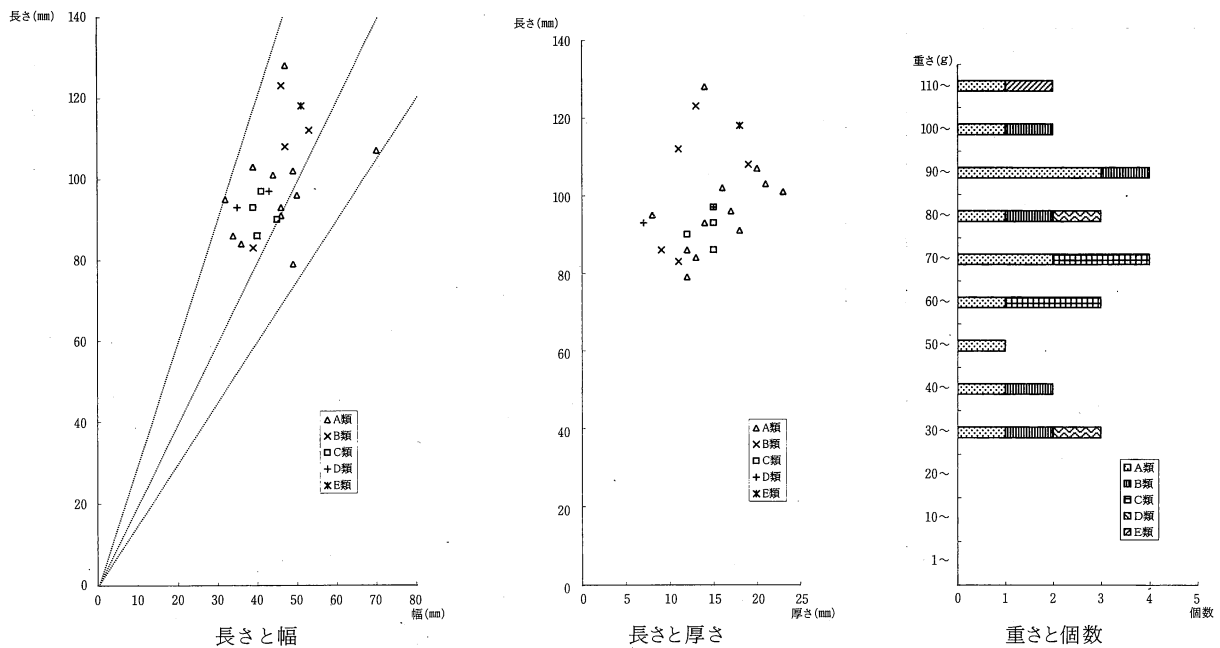 長さ(mm)
140
120
100
80
60
40
20
0
0 10 20 30 40 50 60 70 80
幅(mm)
△ A類
× B類
□ C類
+ D類
E類
長さと幅
長さ(mm)
140
120
100
80
60
40
20
0
0 5 10 15 20 25
厚さ(mm)
△ A類
× B類
□ C類
+ D類
E類
長さと厚さ
重さ(g)
110～
100～
90～
80～
70～
60～
50～
40～
30～
20～
10～
1～
0 1 2 3 4 5
個数
A類
B類
C類
D類
E類
重さと個数